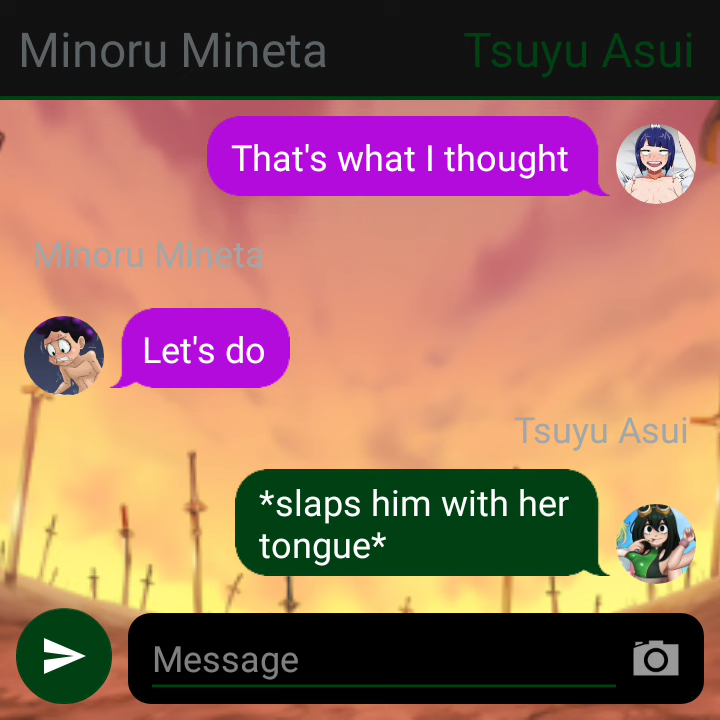 Minoru Mineta
Tsuyu Asui
That's what I thought
Minoru Mineta
Let's do
Tsuyu Asui
*slaps him with her
tongue*
Message